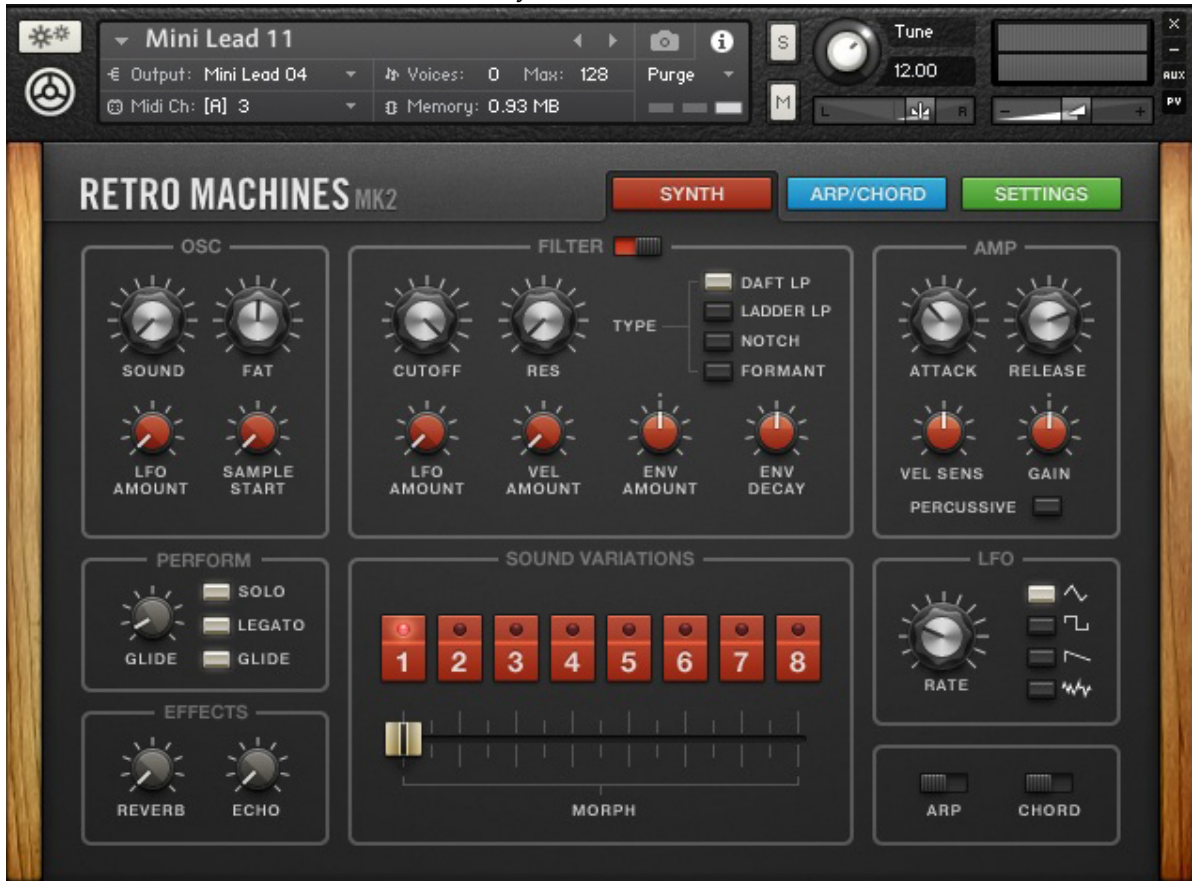 Mini Lead 11
Output: Mini Lead 04
Voices: 0 Max: 128
Purge
Midi Ch: [A] 3
Memory: 0.93 MB
S
M
Tune
12.00
L R
- +
×
-
AUX
PV
RETRO MACHINES MK2
SYNTH
ARP/CHORD
SETTINGS
OSC
SOUND FAT
LFO AMOUNT
SAMPLE START
FILTER
CUTOFF RES
TYPE
DAFT LP
LADDER LP
NOTCH
FORMANT
LFO AMOUNT
VEL AMOUNT
ENV AMOUNT
ENV DECAY
AMP
ATTACK RELEASE
VEL SENS GAIN
PERCUSSIVE
PERFORM
GLIDE
SOLO
LEGATO
GLIDE
SOUND VARIATIONS
1 2 3 4 5 6 7 8
MORPH
LFO
RATE
EFFECTS
REVERB ECHO
ARP CHORD